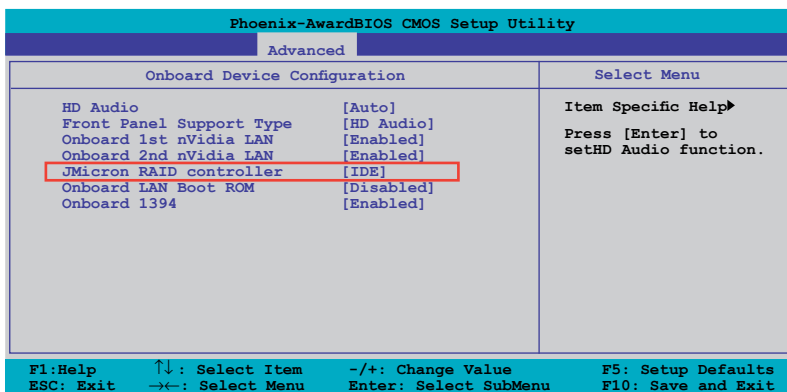 Phoenix-AwardBIOS CMOS Setup Utility
Advanced
Onboard Device Configuration
Select Menu
HD Audio [Auto]
Front Panel Support Type [HD Audio]
Onboard 1st nVidia LAN [Enabled]
Onboard 2nd nVidia LAN [Enabled]
JMicron RAID controller [IDE]
Onboard LAN Boot ROM [Disabled]
Onboard 1394 [Enabled]
Item Specific Help
Press [Enter] to
setHD Audio function.
F1:Help ↑↓: Select Item -/+: Change Value F5: Setup Defaults
ESC: Exit →←: Select Menu Enter: Select SubMenu F10: Save and Exit